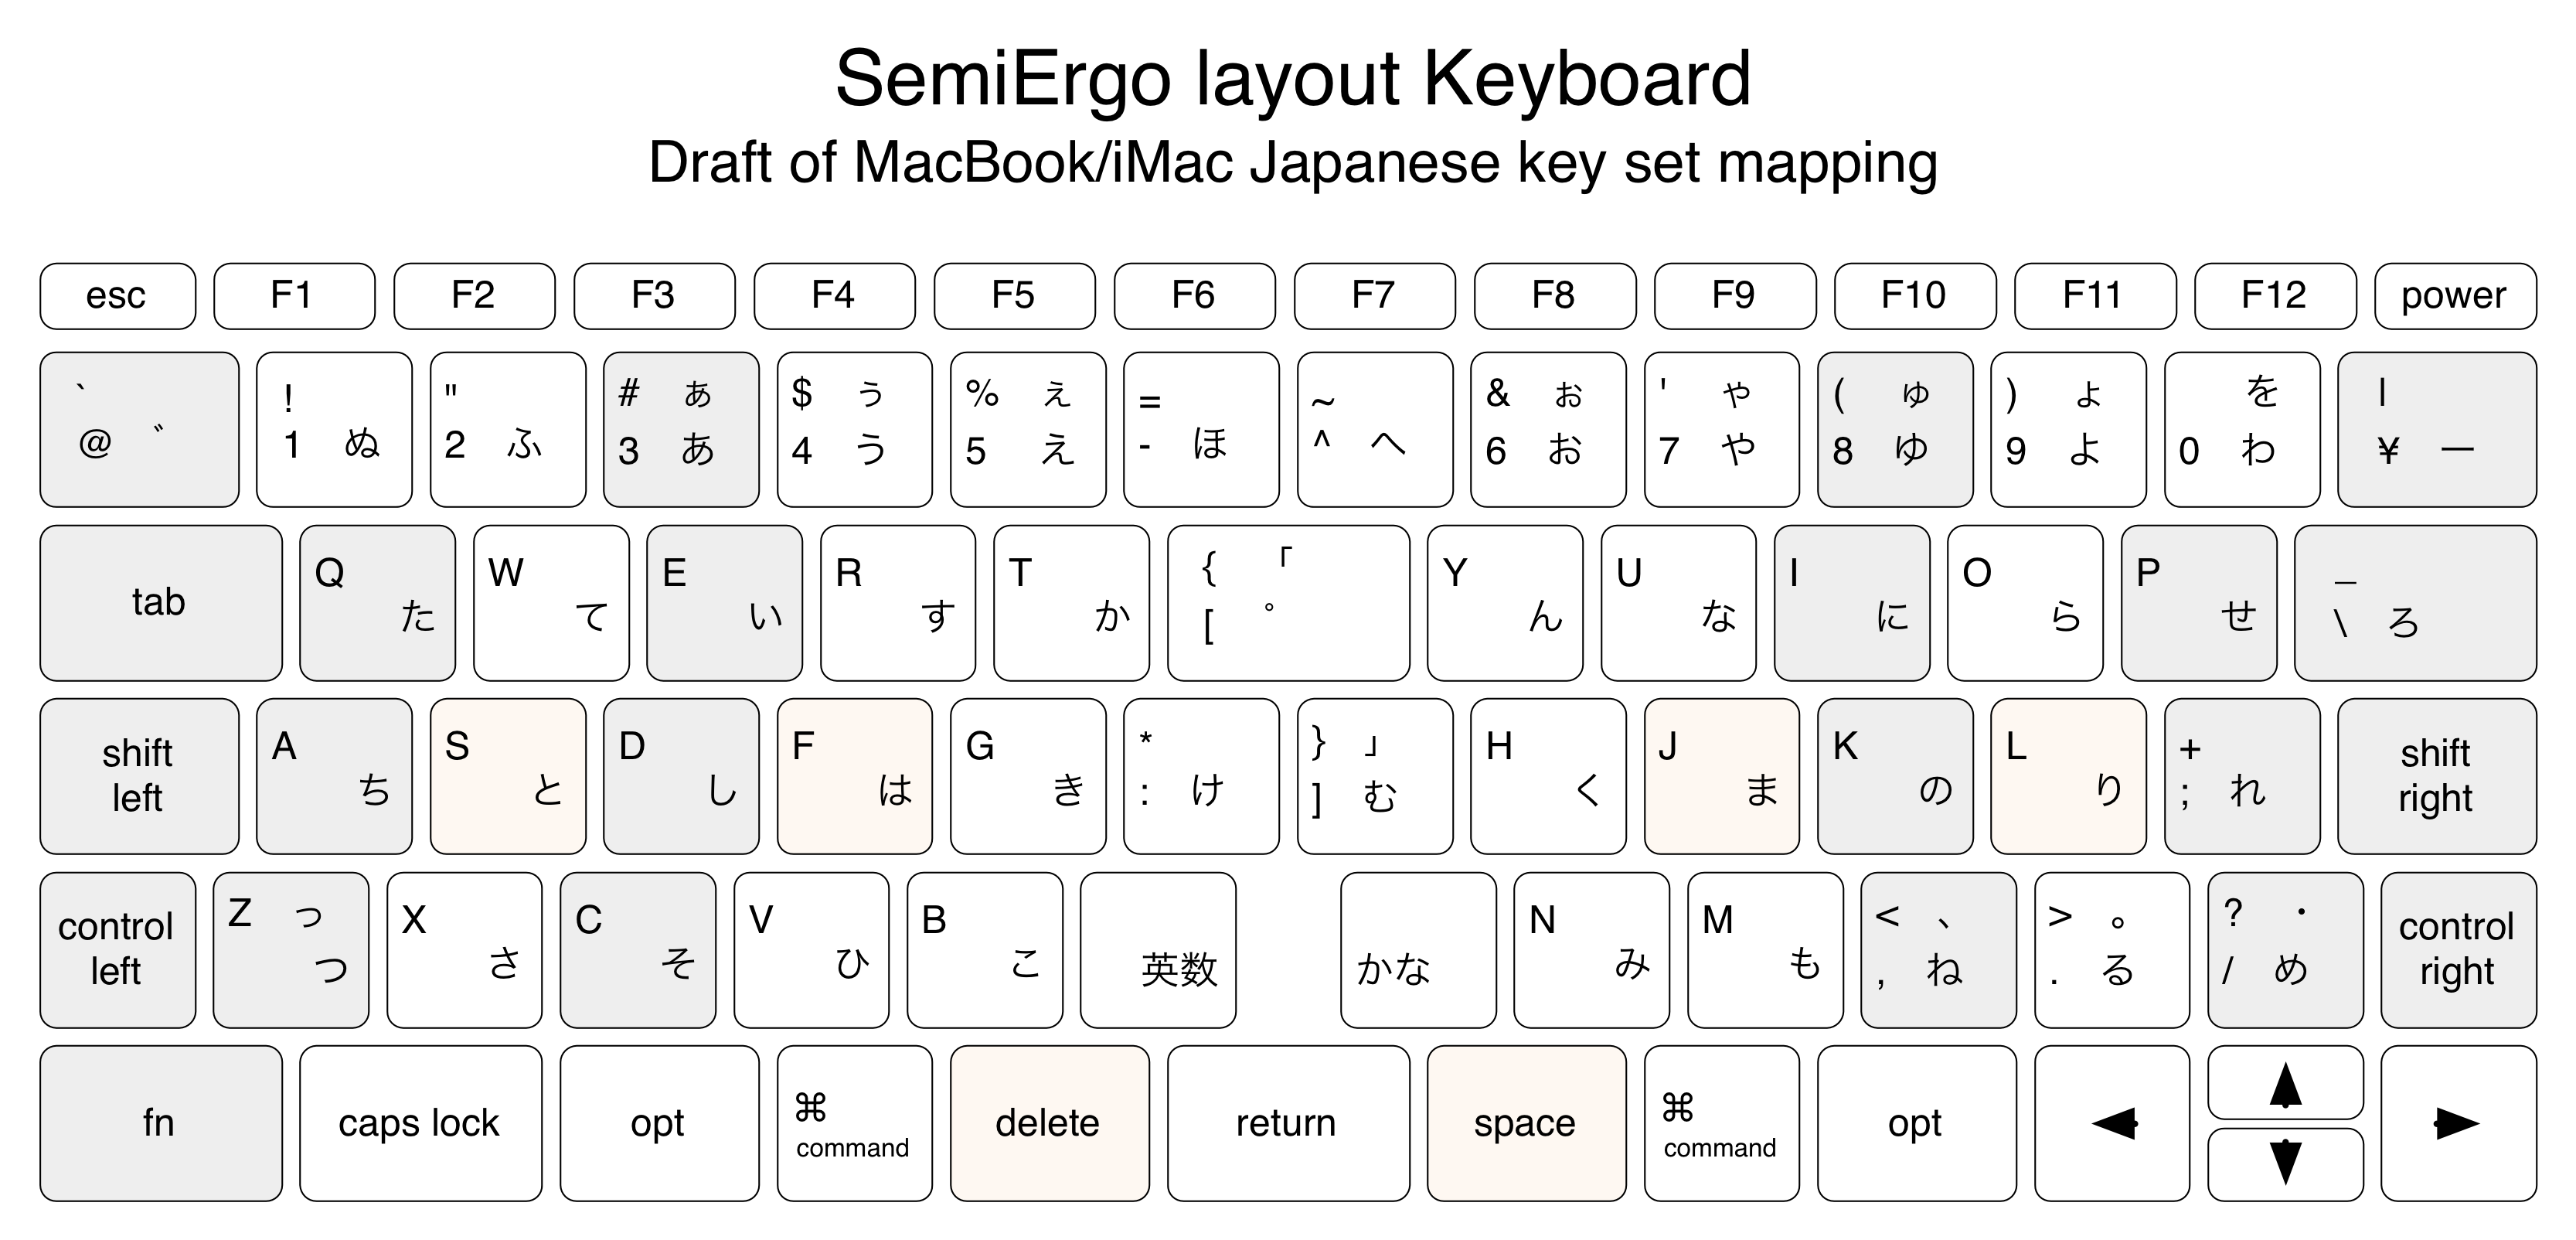 SemiErgo layout Keyboard
Draft of MacBook/iMac Japanese key set mapping
esc F1 F2 F3 F4 F5 F6 F7 F8 F9 F10 F11 F12 power
` ! " # ぁ $ ぅ % ぇ = ~ & ぉ ' ゃ ( ゅ ) ょ を |
@ ゛ 1 ぬ 2 ふ 3 あ 4 う 5 え - ほ ^ へ 6 お 7 や 8 ゆ 9 よ 0 わ ¥ ー
Q W E R T { 「 Y U I O P _
tab た て い す か [ ゜ ん な に ら せ \ ろ
shift A S D F G * } 」 H J K L + shift
left ち と し は き : け ] む く ま の り ; れ right
control Z っ X C V B N M < 、 > 。 ? ・ control
left つ さ そ ひ こ 英数 かな み も , ね . る / め right
fn caps lock opt ⌘ delete return space ⌘ opt ◀ ▲ ▶
command command ▼